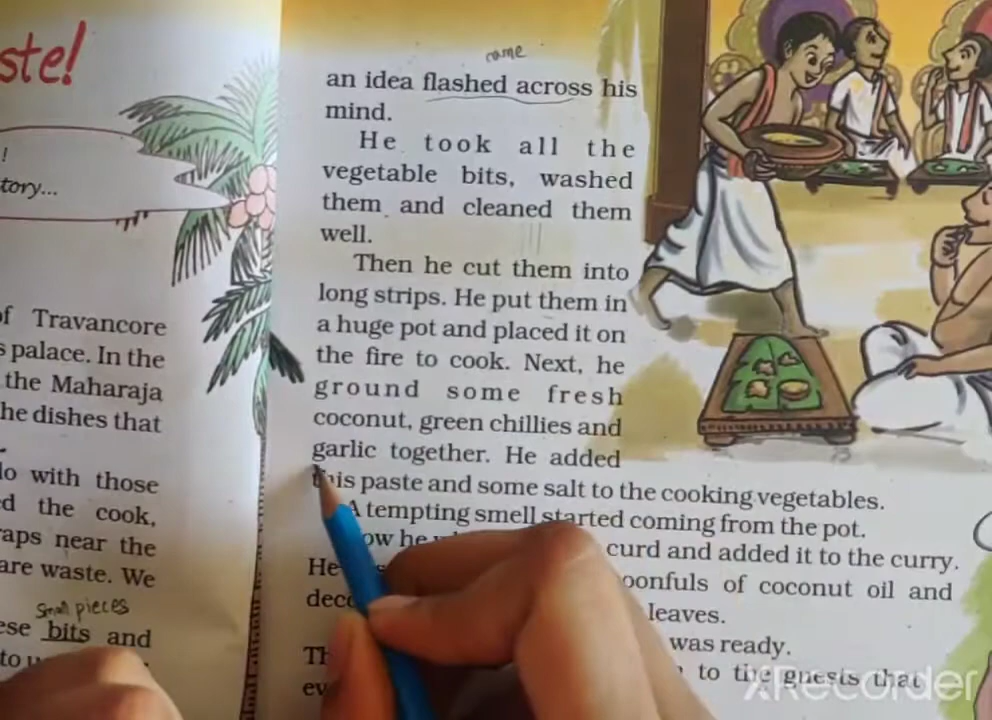 ste!
!
tory...
of Travancore
s palace. In the
the Maharaja
he dishes that
lo with those
ed the cook,
raps near the
are waste. We
small pieces
ese bits and
to
came
an idea flashed across his
mind.
He took all the
vegetable bits, washed
them and cleaned them
well.
Then he cut them into
long strips. He put them in
a huge pot and placed it on
the fire to cook. Next, he
ground some fresh
coconut, green chillies and
garlic together. He added
this paste and some salt to the cooking vegetables.
A tempting smell started coming from the pot.
ow he curd and added it to the curry.
He oonfuls of coconut oil and
deco leaves.
was ready.
Th to the guests that
ev
XRecorder